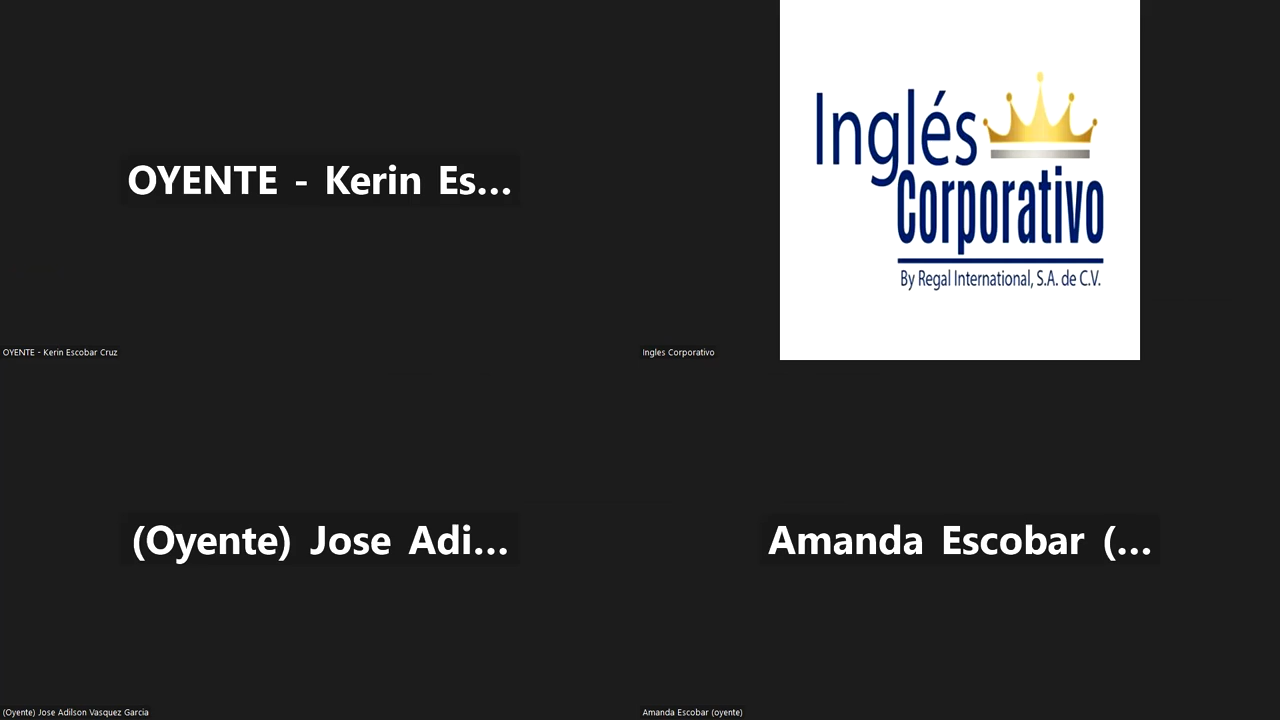 OYENTE - Kerin Es...
OYENTE - Kerin Escobar Cruz
Inglés
Corporativo
By Regal International, S.A. de C.V.
Ingles Corporativo
(Oyente) Jose Adi...
(Oyente) Jose Adilson Vasquez Garcia
Amanda Escobar (...
Amanda Escobar (oyente)